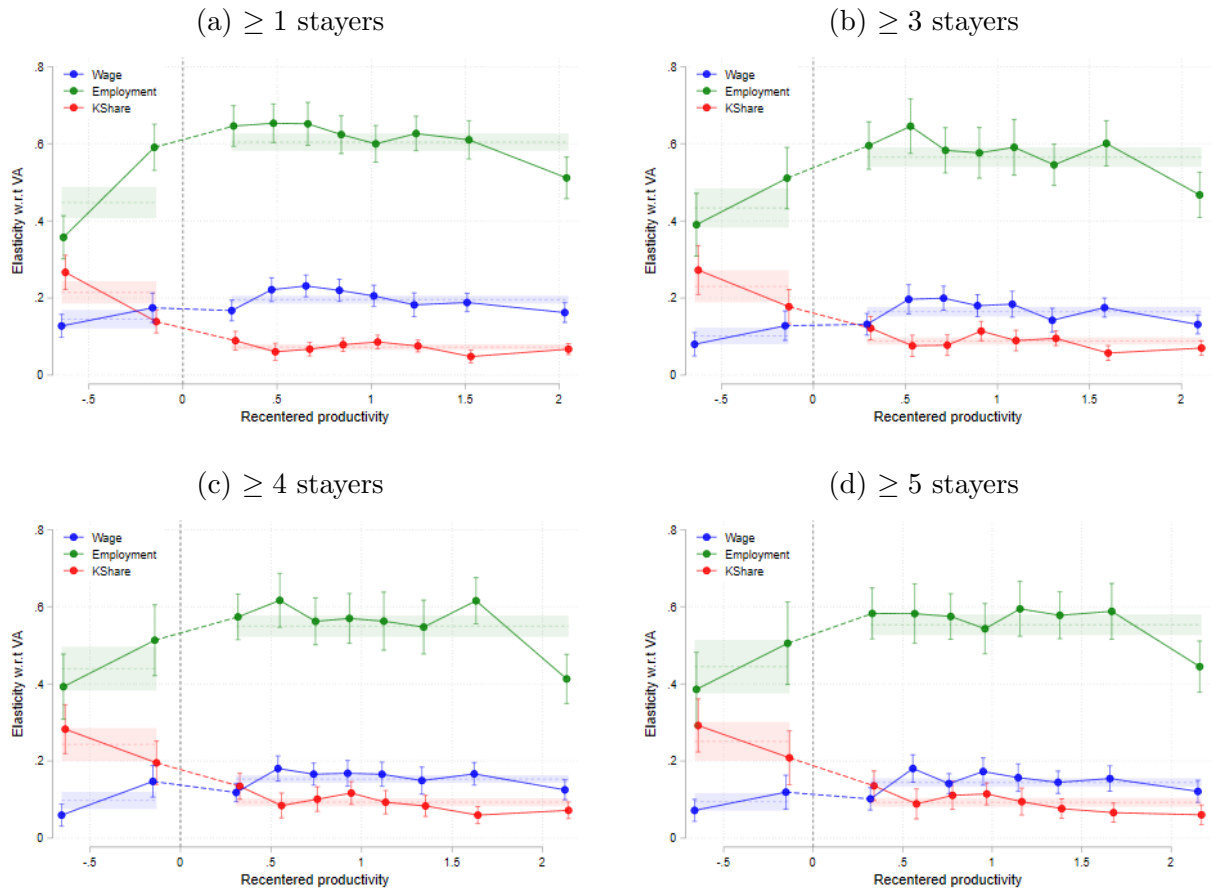 (a) ≥ 1 stayers
Elasticity w.r.t VA
.8
.6
.4
.2
0
Wage
Employment
KShare
-.5 0 .5 1 1.5 2
Recentered productivity
(b) ≥ 3 stayers
Elasticity w.r.t VA
.8
.6
.4
.2
0
Wage
Employment
KShare
-.5 0 .5 1 1.5 2
Recentered productivity
(c) ≥ 4 stayers
Elasticity w.r.t VA
.8
.6
.4
.2
0
Wage
Employment
KShare
-.5 0 .5 1 1.5 2
Recentered productivity
(d) ≥ 5 stayers
Elasticity w.r.t VA
.8
.6
.4
.2
0
Wage
Employment
KShare
-.5 0 .5 1 1.5 2
Recentered productivity